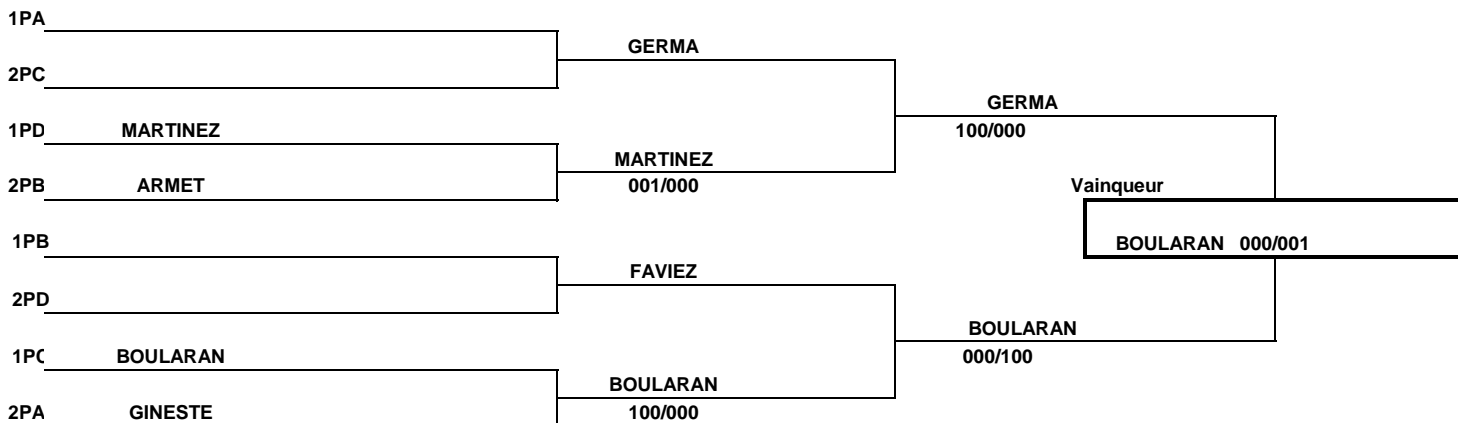 1PA
GERMA
2PC
GERMA
1PD MARTINEZ
100/000
MARTINEZ
2PB ARMET
001/000
Vainqueur
1PB
BOULARAN 000/001
FAVIEZ
2PD
BOULARAN
1PC BOULARAN
000/100
BOULARAN
2PA GINESTE
100/000